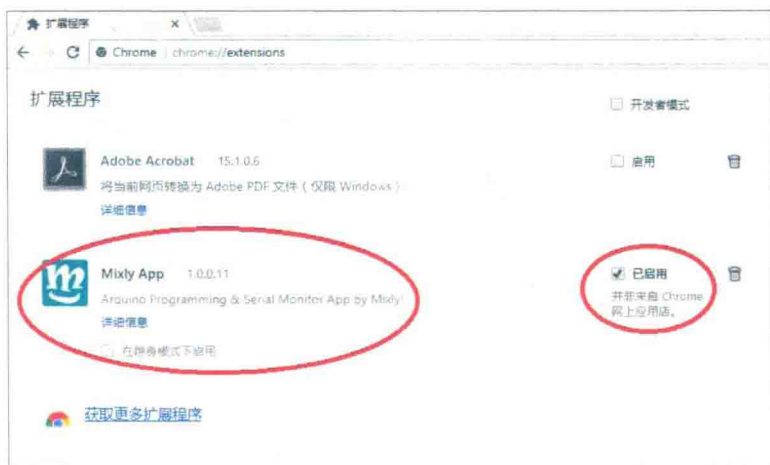 扩展程序
Chrome chrome://extensions
扩展程序
开发者模式
Adobe Acrobat 15.1.0.6
启用
将当前网页转换为 Adobe PDF 文件（仅限 Windows）
详细信息
Mixly App 1.0.0.11
已启用
Arduino Programming & Serial Monitor App by Mixly!
并非来自 Chrome
网上应用店。
详细信息
在隐身模式下启用
获取更多扩展程序